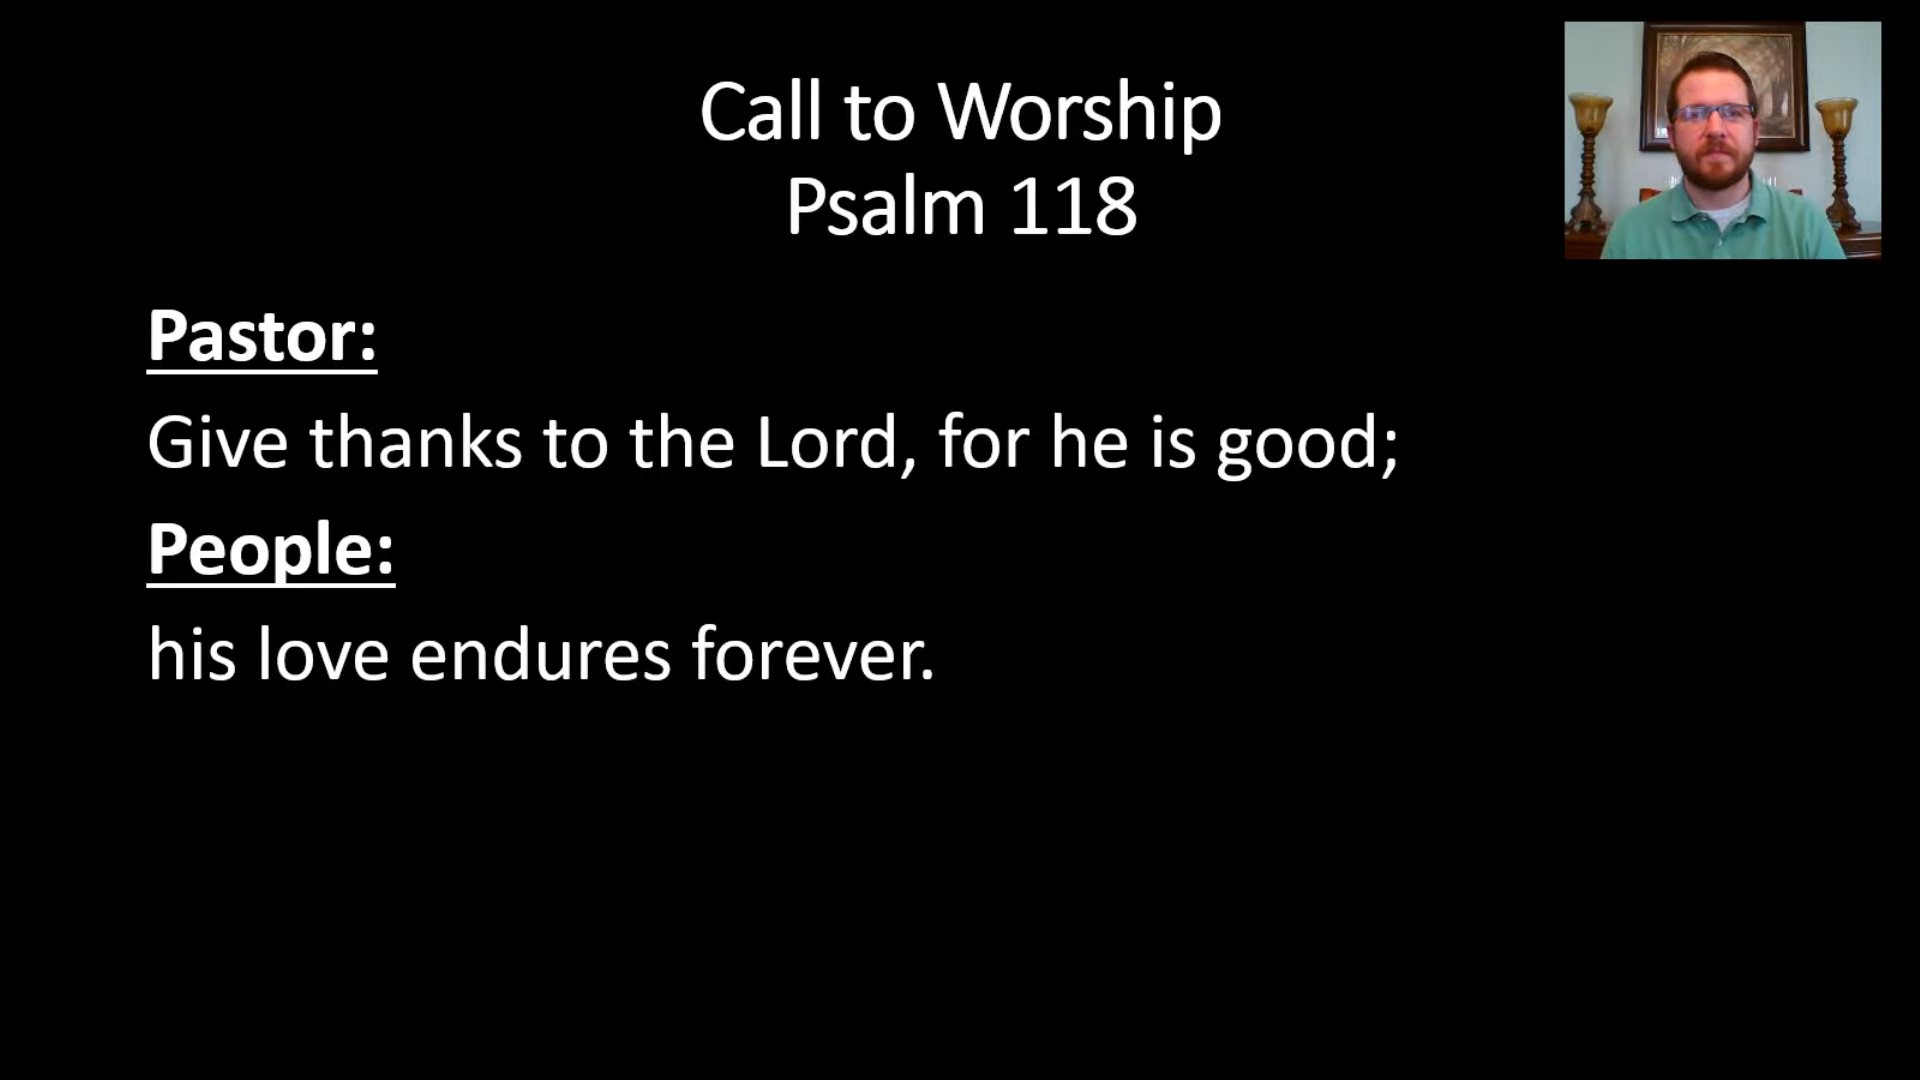 Call to Worship
Psalm 118
Pastor:
Give thanks to the Lord, for he is good;
People:
his love endures forever.